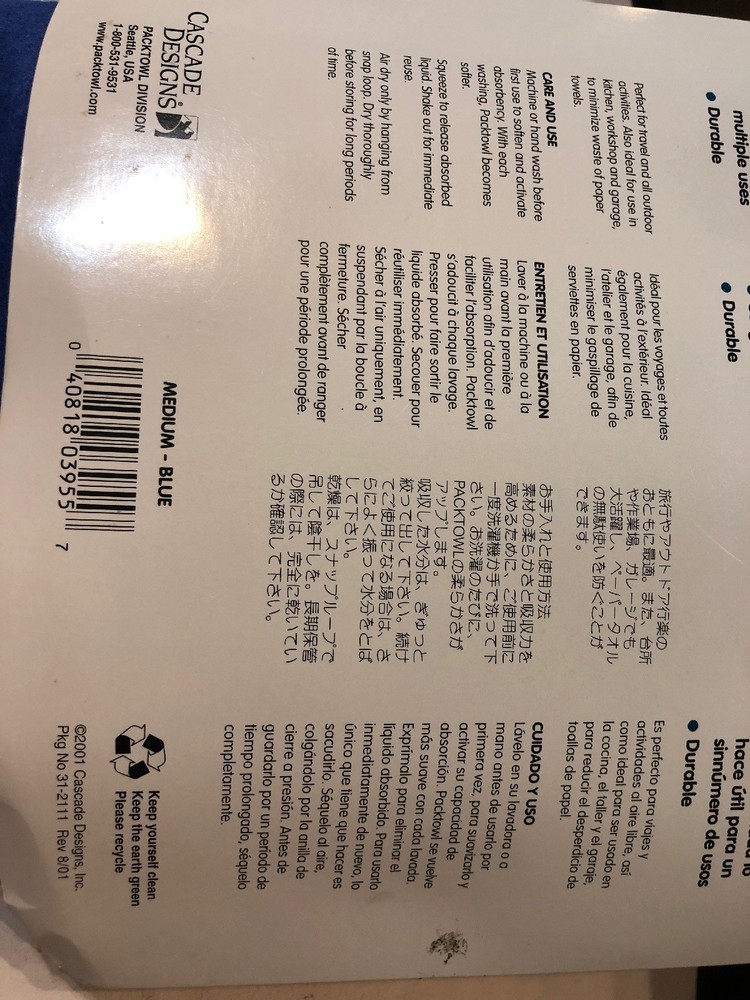 multiple uses
• Durable
Perfect for travel and all outdoor
activities. Also ideal for use in
kitchen, workshop and garage,
to minimize waste of paper
towels.
CARE AND USE
Machine or hand wash before
first use to soften and activate
absorbency. With each
washing, Packtowl becomes
softer.
Squeeze to release absorbed
liquid. Shake out for immediate
reuse.
Air dry only by hanging from
snap loop. Dry thoroughly
before storing for long periods
of time.
CASCADE
DESIGNS
PACKTOWL DIVISION
Seattle, USA
1-800-531-9531
www.packtowl.com
• Durable
Idéal pour les voyages et toutes
activités à l'extérieur. Idéal
également pour la cuisine,
l'atelier et le garage, afin de
minimiser le gaspillage de
serviettes en papier.
ENTRETIEN ET UTILISATION
Laver à la machine ou à la
main avant la première
utilisation afin d'adoucir et de
faciliter l'absorption. Packtowl
s'adoucit à chaque lavage.
Presser pour faire sortir le
liquide absorbé. Secouer pour
réutiliser immédiatement.
Sécher à l'air uniquement, en
suspendant par la boucle à
fermeture. Sécher
complètement avant de ranger
pour une période prolongée.
旅行やアウトドア行楽の
おともに最適。また、台所
や作業場、ガレージでも
大活躍し、ペーパータオル
の無駄使いを防ぐことが
できます。
お手入れと使用方法
素材の柔らかさと吸収力を
高めるために、ご使用前に
一度洗濯機か手で洗って下
さい。お洗濯のたびに、
PACKTOWLの柔らかさが
アップします。
吸収した水分は、ぎゅっと
絞って出して下さい。続け
てご使用になる場合は、さ
らによく振って水分をとば
して下さい。
乾燥は、スナップループで
吊して陰干しを。長期保管
の際には、完全に乾いてい
るか確認して下さい。
MEDIUM - BLUE
0 40818 03955 7
hace útil para un
sinnúmero de usos
• Durable
Es perfecto para viajes y
actividades al aire libre, así
como ideal para ser usado en
la cocina, el taller y el garaje,
para reducir el desperdicio de
toallas de papel.
CUIDADO Y USO
Lávelo en su lavadora o a
mano antes de usarlo por
primera vez, para suavizarlo y
activar su capacidad de
absorción. Packtowl se vuelve
más suave con cada lavada.
Exprímalo para eliminar el
líquido absorbido. Para usarlo
inmediatamente de nuevo, lo
único que tiene que hacer es
sacudirlo. Séquelo al aire,
colgándolo por la anilla de
cierre a presión. Antes de
guardarlo por un período de
tiempo prolongado, séquelo
completamente.
Keep yourself clean
Keep the earth green
Please recycle
©2001 Cascade Designs, Inc.
Pkg No 31-2111 Rev 8/01